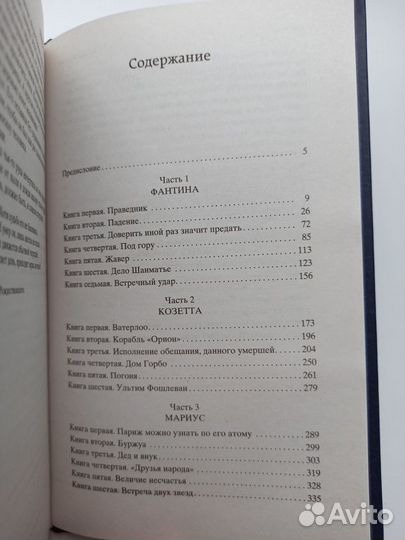 Содержание
Предисловие 5
Часть 1
ФАНТИНА
Книга первая. Праведник 9
Книга вторая. Падение 26
Книга третья. Доверить иной раз значит предать 72
Книга четвертая. Под гору 85
Книга пятая. Жавер 113
Книга шестая. Дело Шанматье 123
Книга седьмая. Встречный удар 156
Часть 2
КОЗЕТТА
Книга первая. Ватерлоо 173
Книга вторая. Корабль «Орион» 196
Книга третья. Исполнение обещания, данного умершей 204
Книга четвертая. Дом Горбо 250
Книга пятая. Погоня 261
Книга шестая. Ультим Фошлеван 279
Часть 3
МАРИУС
Книга первая. Париж можно узнать по его атому 289
Книга вторая. Буржуа 299
Книга третья. Дед и внук 303
Книга четвертая. «Друзья народа» 319
Книга пятая. Величие несчастья 328
Книга шестая. Встреча двух звезд 335
Avito